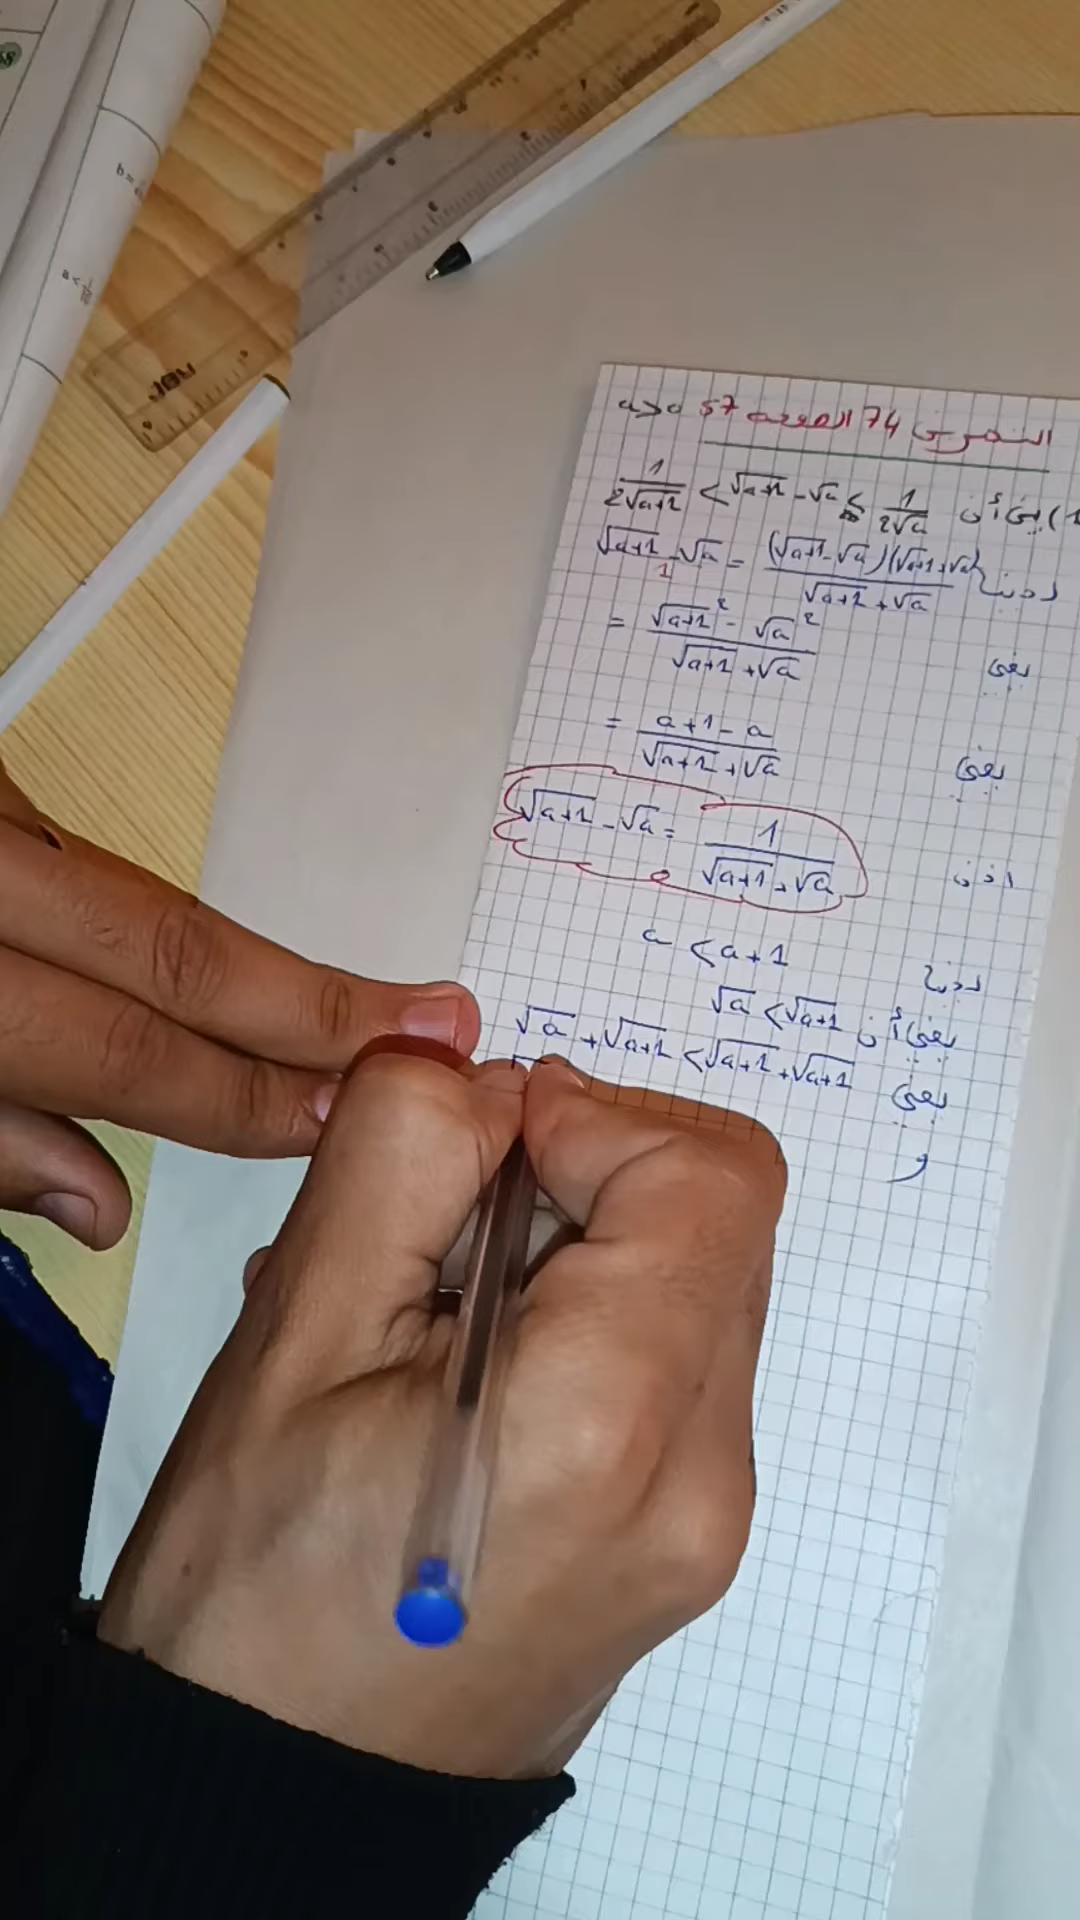 التمرين 74 الصفحة 57 a>0
1) بين أن 1/(2√(a+1)) < √(a+1) - √a < 1/(2√a)
لدينا √(a+1) - √a = (√(a+1) - √a)(√(a+1) + √a) / (√(a+1) + √a)
يعني = (√(a+1)² - √a²) / (√(a+1) + √a)
يعني = (a+1-a) / (√(a+1) + √a)
اذن √(a+1) - √a = 1 / (√(a+1) + √a)
لدينا a < a+1
يعني أن √a < √(a+1)
يعني √a + √(a+1) < √(a+1) + √(a+1)
و